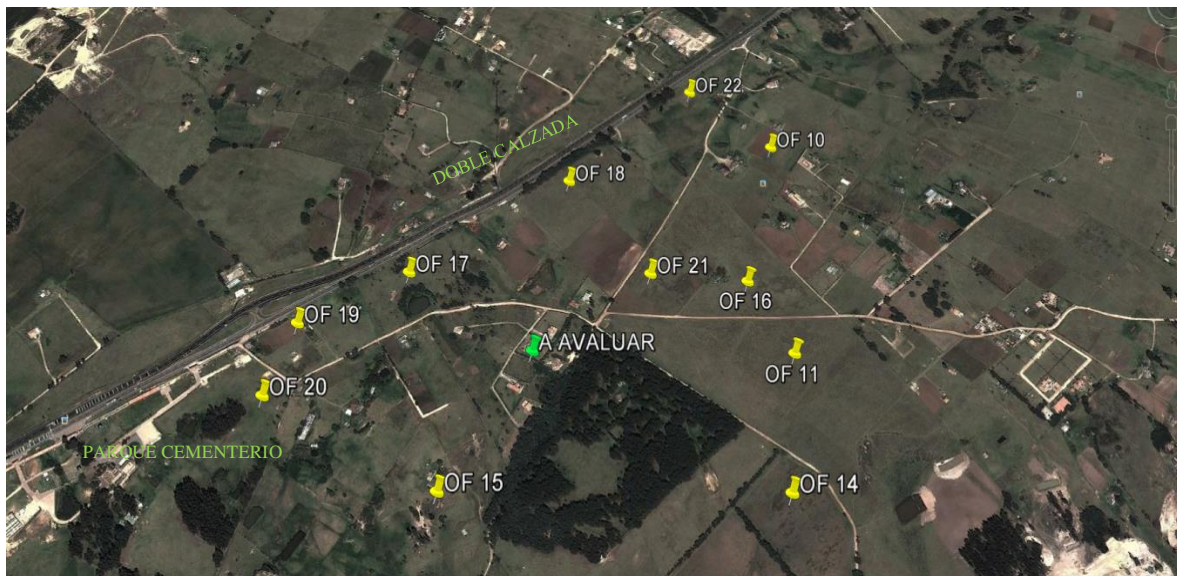 OF 22
OF 10
DOBLE CALZADA
OF 18
OF 17
OF 21
OF 16
OF 19
A AVALUAR
OF 11
OF 20
PARQUE CEMENTERIO
OF 15
OF 14